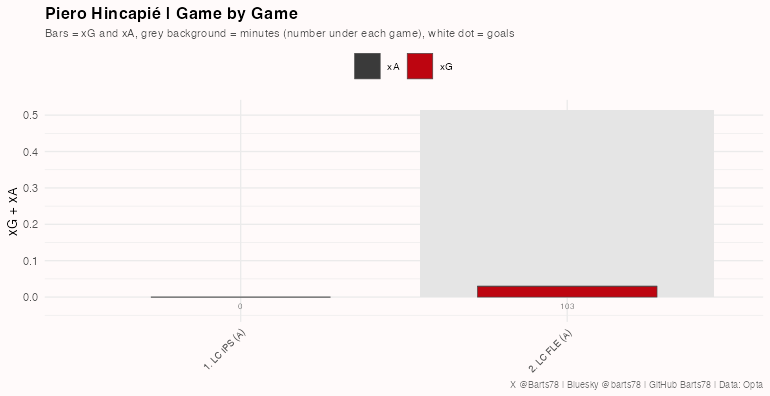 Piero Hincapié | Game by Game
Bars = xG and xA, grey background = minutes (number under each game), white dot = goals
xA xG
xG + xA
0.5
0.4
0.3
0.2
0.1
0.0
0 103
1. LC IPS (A) 2. LC FLE (A)
X @Barts78 | Bluesky @barts78 | GitHub Barts78 | Data: Opta